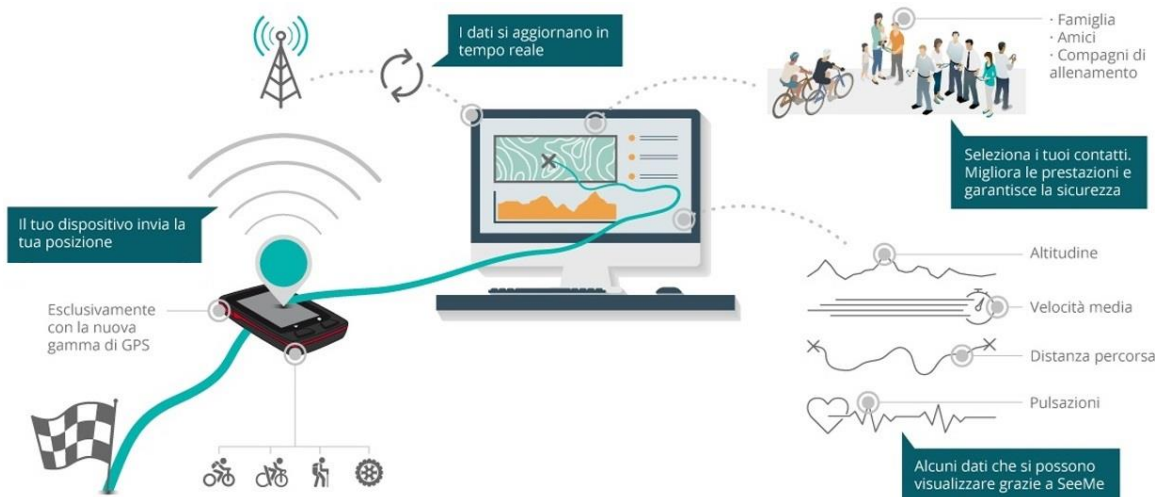 I dati si aggiornano in
tempo reale
· Famiglia
· Amici
· Compagni di
allenamento
Seleziona i tuoi contatti.
Migliora le prestazioni e
garantisce la sicurezza
Il tuo dispositivo invia la
tua posizione
Esclusivamente
con la nuova
gamma di GPS
Altitudine
Velocità media
Distanza percorsa
Pulsazioni
Alcuni dati che si possono
visualizzare grazie a SeeMe